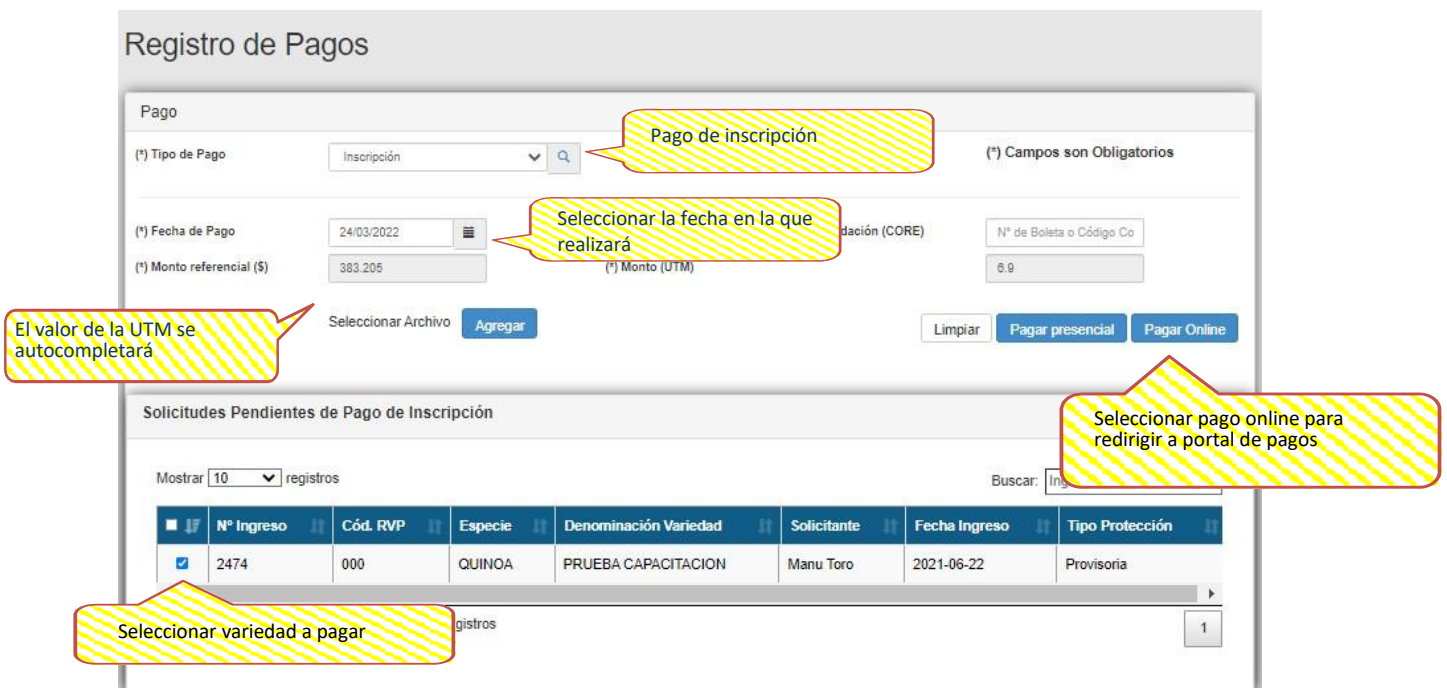 Registro de Pagos
Pago
(*) Tipo de Pago
Inscripción
Pago de inscripción
(*) Campos son Obligatorios
(*) Fecha de Pago
24/03/2022
Seleccionar la fecha en la que
realizará
(CORE)
N° de Boleta o Código Co
(*) Monto referencial ($)
383.205
(*) Monto (UTM)
6.9
El valor de la UTM se
autocompletará
Seleccionar Archivo
Agregar
Limpiar
Pagar presencial
Pagar Online
Solicitudes Pendientes de Pago de Inscripción
Seleccionar pago online para
redirigir a portal de pagos
Mostrar 10 registros
Buscar:
Nº Ingreso Cód. RVP Especie Denominación Variedad Solicitante Fecha Ingreso Tipo Protección
2474 000 QUINOA PRUEBA CAPACITACION Manu Toro 2021-06-22 Provisoria
Seleccionar variedad a pagar
1